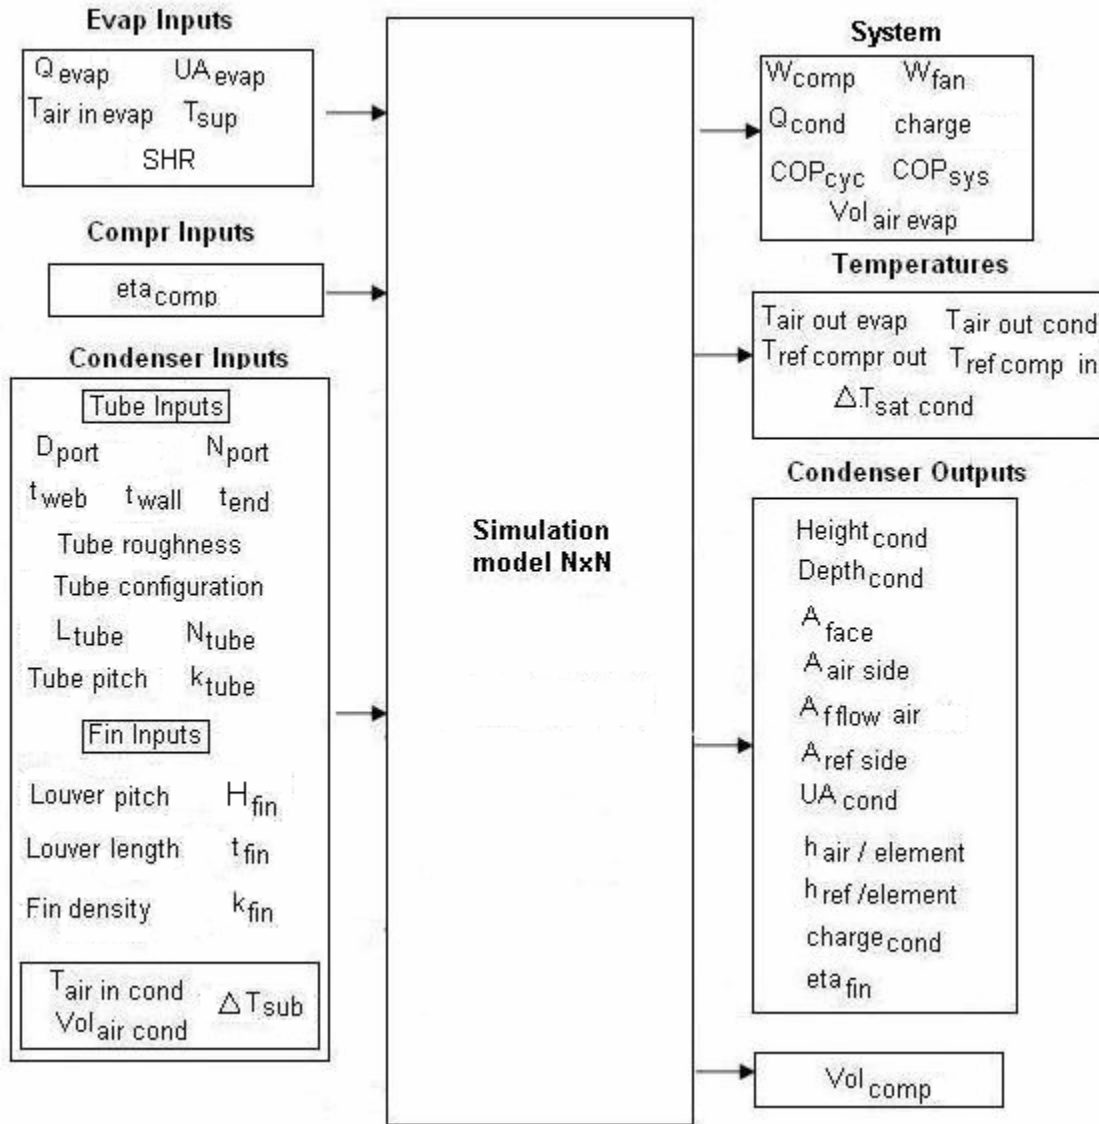 Evap Inputs
Q evap UA evap
T air in evap T sup
SHR
Compr Inputs
eta comp
Condenser Inputs
Tube Inputs
D port N port
t web t wall t end
Tube roughness
Tube configuration
L tube N tube
Tube pitch k tube
Fin Inputs
Louver pitch H fin
Louver length t fin
Fin density k fin
T air in cond ΔT sub
Vol air cond
Simulation
model NxN
System
W comp W fan
Q cond charge
COP cyc COP sys
Vol air evap
Temperatures
T air out evap T air out cond
T ref compr out T ref comp in
Δ.T sat cond
Condenser Outputs
Height cond
Depth cond
A face
A air side
A fflow air
A ref side
UA cond
h air / element
h ref /element
charge cond
eta fin
Vol comp